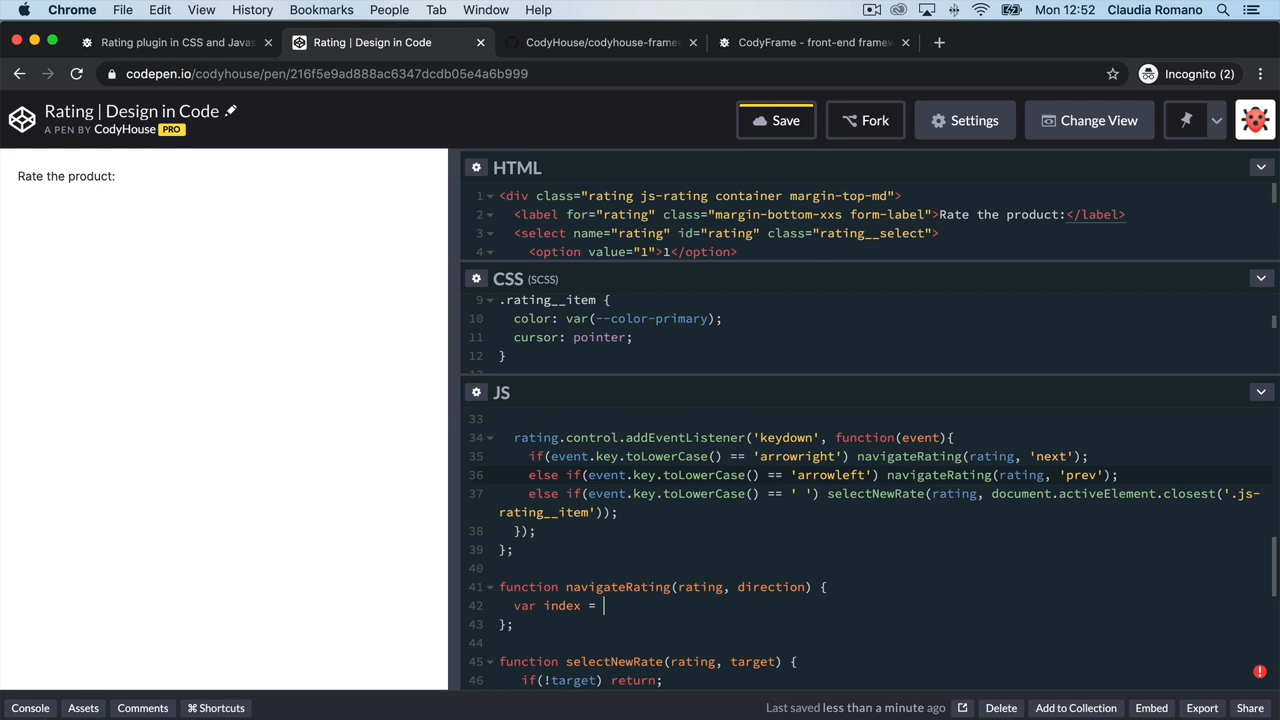 Chrome File Edit View History Bookmarks People Tab Window Help Mon 12:52 Claudia Romano
Rating plugin in CSS and Javas Rating | Design in Code CodyHouse/codyhouse-frame CodyFrame - front-end framew
codepen.io/codyhouse/pen/216f5e9ad888ac6347dcdb05e4a6b999 Incognito (2)
Rating | Design in Code
A PEN BY CodyHouse PRO
Save Fork Settings Change View
Rate the product:
HTML
1 <div class="rating js-rating container margin-top-md">
2 <label for="rating" class="margin-bottom-xxs form-label">Rate the product:</label>
3 <select name="rating" id="rating" class="rating__select">
4 <option value="1">1</option>
CSS (SCSS)
9 .rating__item {
10 color: var(--color-primary);
11 cursor: pointer;
12 }
JS
33
34 rating.control.addEventListener('keydown', function(event){
35 if(event.key.toLowerCase() == 'arrowright') navigateRating(rating, 'next');
36 else if(event.key.toLowerCase() == 'arrowleft') navigateRating(rating, 'prev');
37 else if(event.key.toLowerCase() == ' ') selectNewRate(rating, document.activeElement.closest('.js-
rating__item'));
38 });
39 };
40
41 function navigateRating(rating, direction) {
42 var index =
43 };
44
45 function selectNewRate(rating, target) {
46 if(!target) return;
Console Assets Comments ⌘ Shortcuts Last saved less than a minute ago Delete Add to Collection Embed Export Share